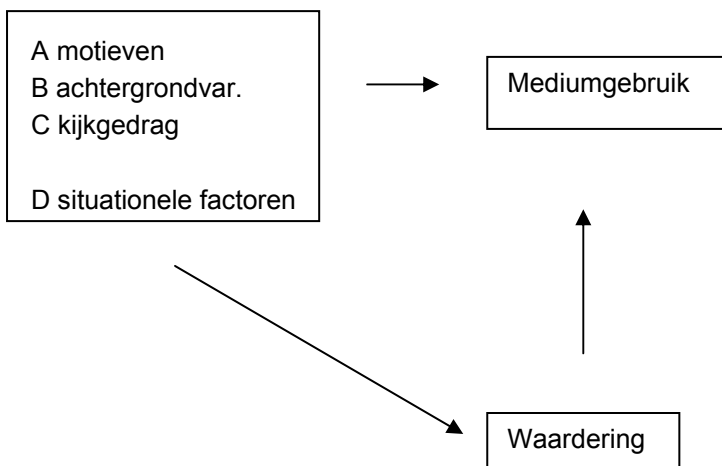 A motieven
B achtergrondvar.
C kijkgedrag
D situationele factoren
Mediumgebruik
Waardering